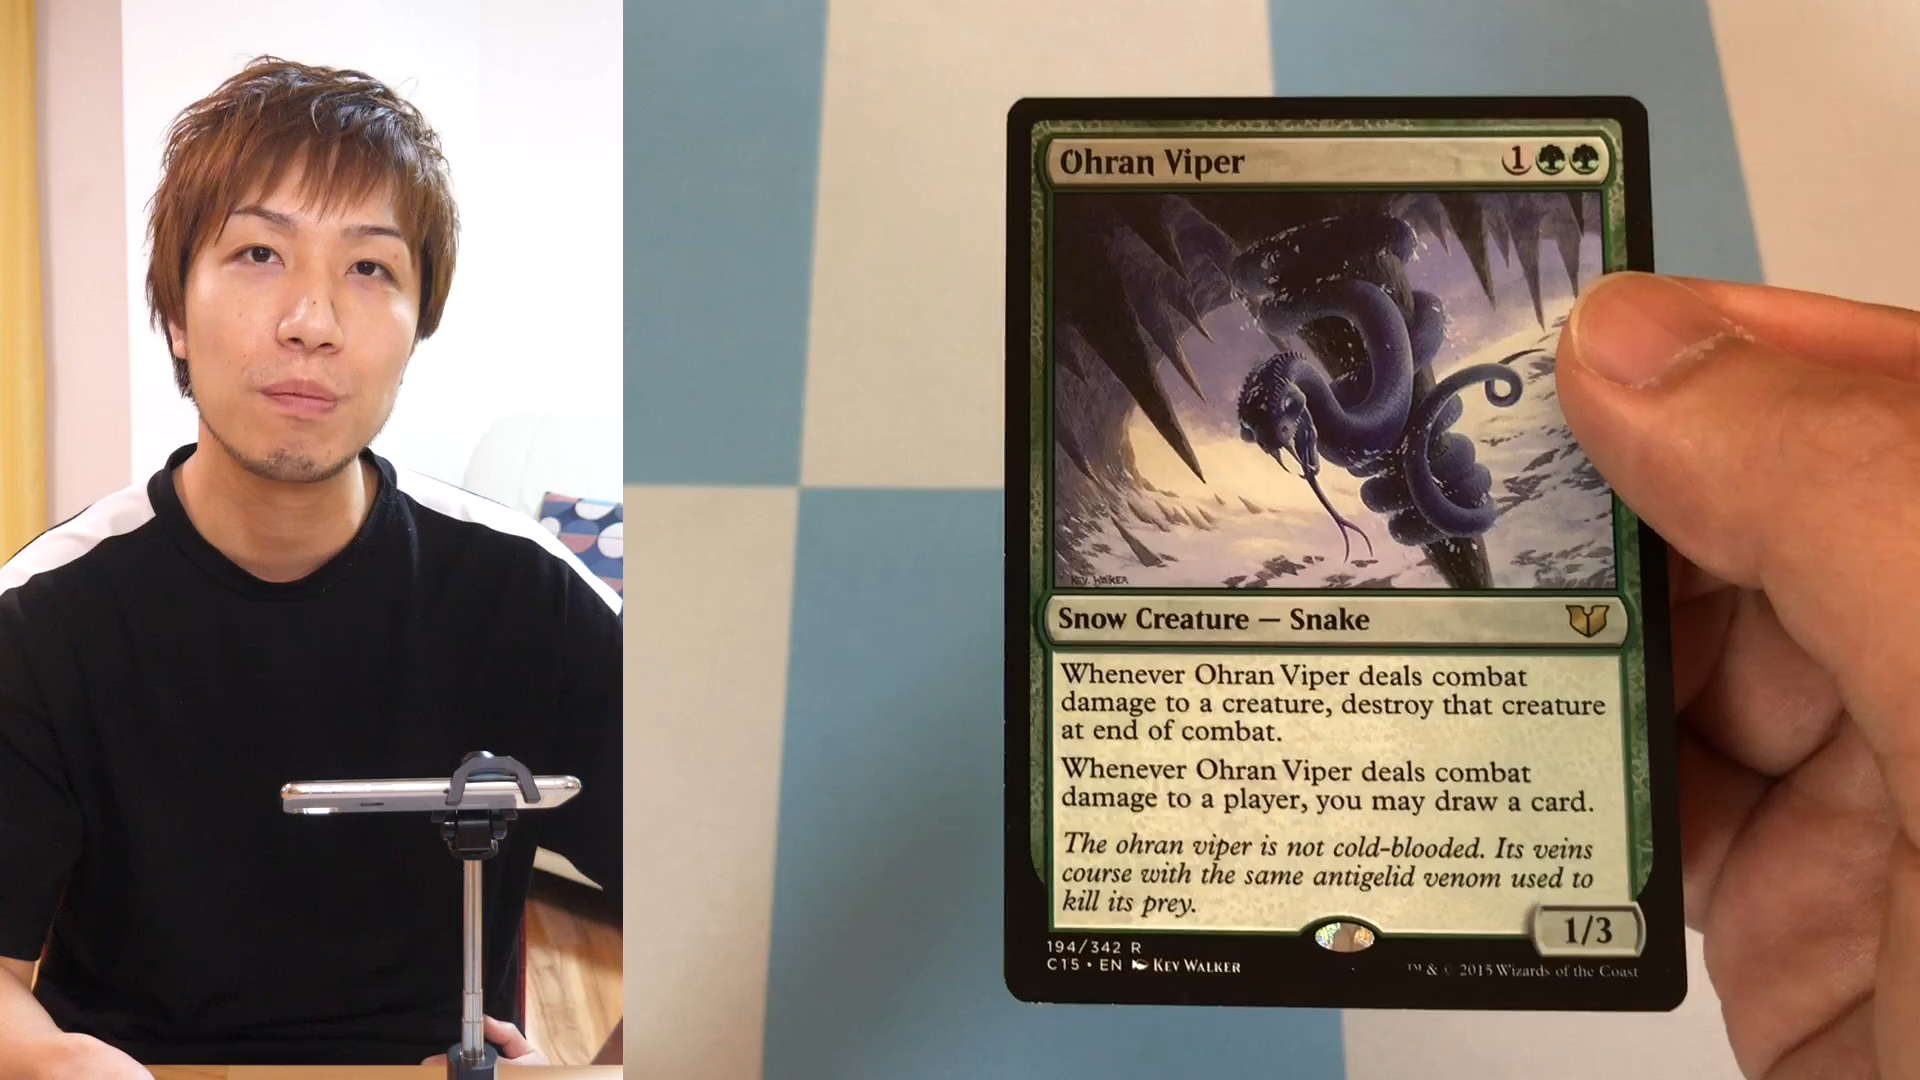 Ohran Viper 1
KEV. WALKER
Snow Creature — Snake
Whenever Ohran Viper deals combat
damage to a creature, destroy that creature
at end of combat.
Whenever Ohran Viper deals combat
damage to a player, you may draw a card.
The ohran viper is not cold-blooded. Its veins
course with the same antigelid venom used to
kill its prey.
1/3
194/342 R
C15 • EN KEV WALKER
™ & © 2015 Wizards of the Coast